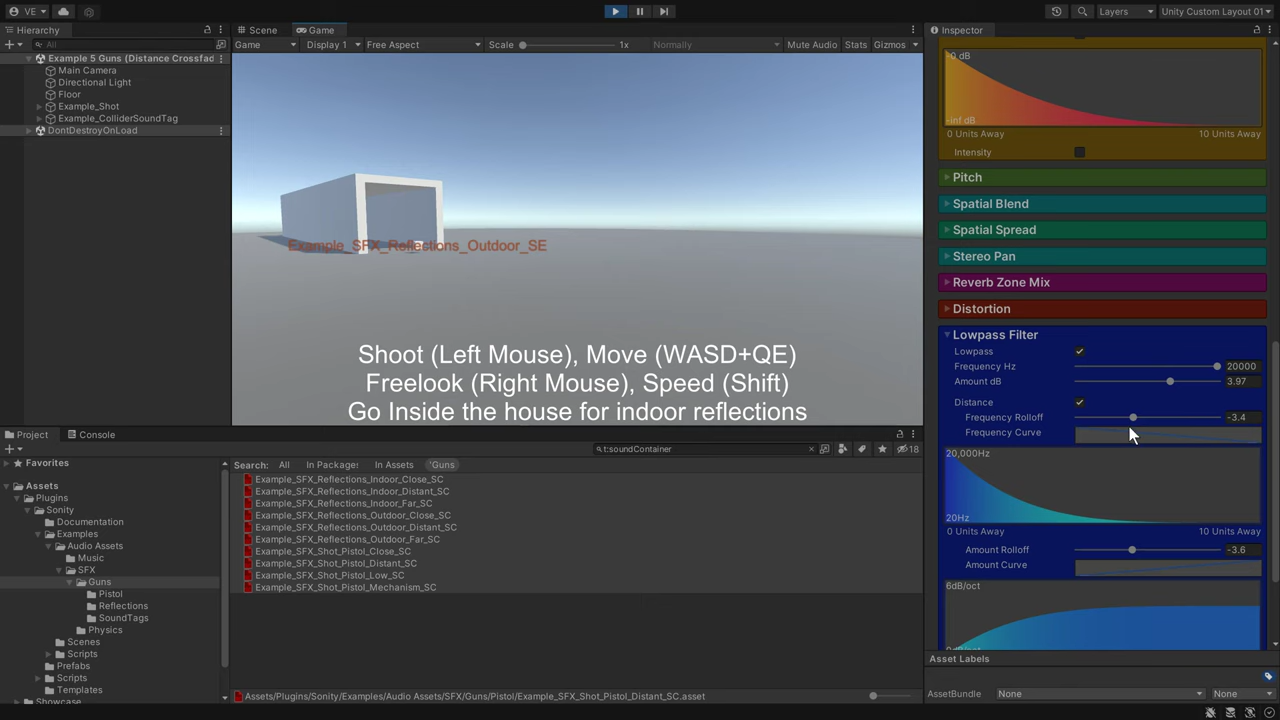 VE
Layers
Unity Custom Layout 01
Hierarchy
Scene
Game
Inspector
All
Game
Display 1
Free Aspect
Scale
1x
Normally
Mute Audio
Stats
Gizmos
Example 5 Guns (Distance Crossfad
Main Camera
Directional Light
Floor
Example_Shot
Example_ColliderSoundTag
DontDestroyOnLoad
Example_SFX_Reflections_Outdoor_SE
Shoot (Left Mouse), Move (WASD+QE)
Freelook (Right Mouse), Speed (Shift)
Go Inside the house for indoor reflections
-0 dB
-inf dB
0 Units Away
10 Units Away
Intensity
Pitch
Spatial Blend
Spatial Spread
Stereo Pan
Reverb Zone Mix
Distortion
Lowpass Filter
Lowpass
Frequency Hz
20000
Amount dB
3.97
Distance
Frequency Rolloff
-3.4
Frequency Curve
20,000Hz
20Hz
0 Units Away
10 Units Away
Amount Rolloff
-3.6
Amount Curve
6dB/oct
0dB/oct
Asset Labels
AssetBundle
None
None
Project
Console
t:soundContainer
18
Favorites
Assets
Plugins
Sonity
Documentation
Examples
Audio Assets
Music
SFX
Guns
Pistol
Reflections
SoundTags
Physics
Scenes
Scripts
Prefabs
Scripts
Templates
Showcase
Search:
All
In Packages
In Assets
'Guns'
Example_SFX_Reflections_Indoor_Close_SC
Example_SFX_Reflections_Indoor_Distant_SC
Example_SFX_Reflections_Indoor_Far_SC
Example_SFX_Reflections_Outdoor_Close_SC
Example_SFX_Reflections_Outdoor_Distant_SC
Example_SFX_Reflections_Outdoor_Far_SC
Example_SFX_Shot_Pistol_Close_SC
Example_SFX_Shot_Pistol_Distant_SC
Example_SFX_Shot_Pistol_Low_SC
Example_SFX_Shot_Pistol_Mechanism_SC
Assets/Plugins/Sonity/Examples/Audio Assets/SFX/Guns/Pistol/Example_SFX_Shot_Pistol_Distant_SC.asset